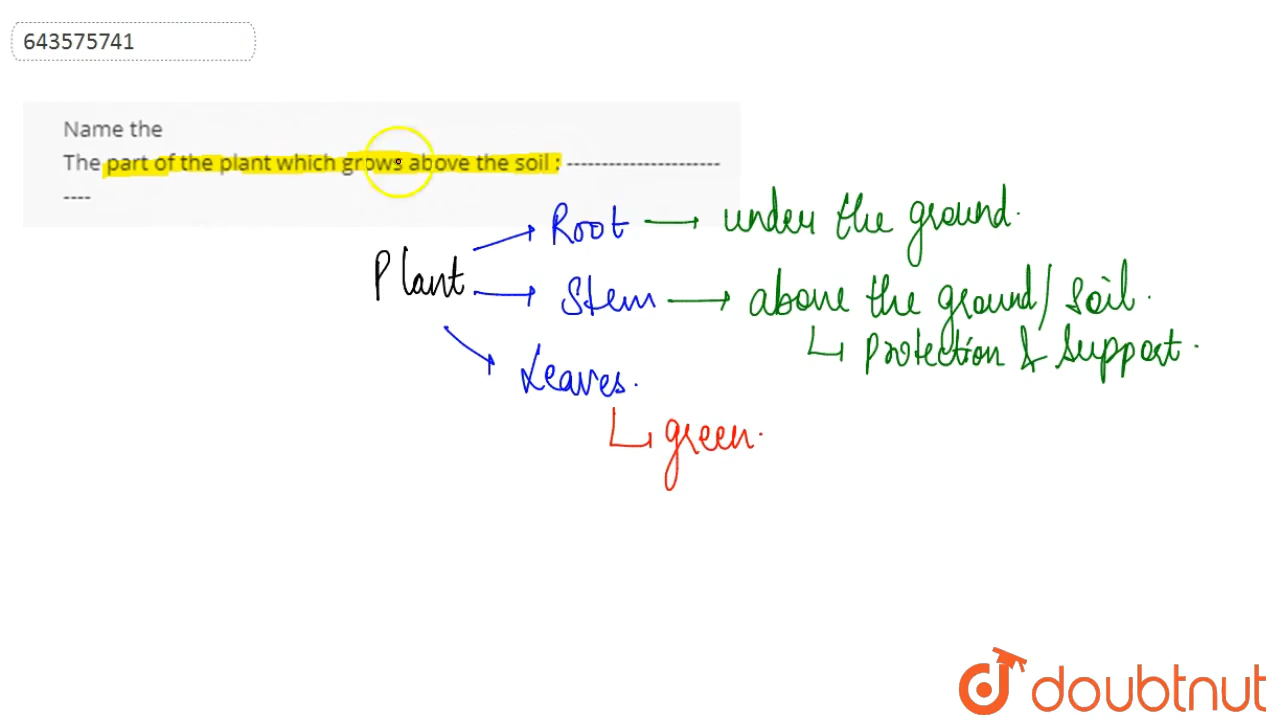 643575741
Name the
The part of the plant which grows above the soil : -----------------------
----
Root → under the ground.
Plant
Stem → above the ground/ soil.
↳ Protection & Support.
Leaves.
↳ green.
doubtnut